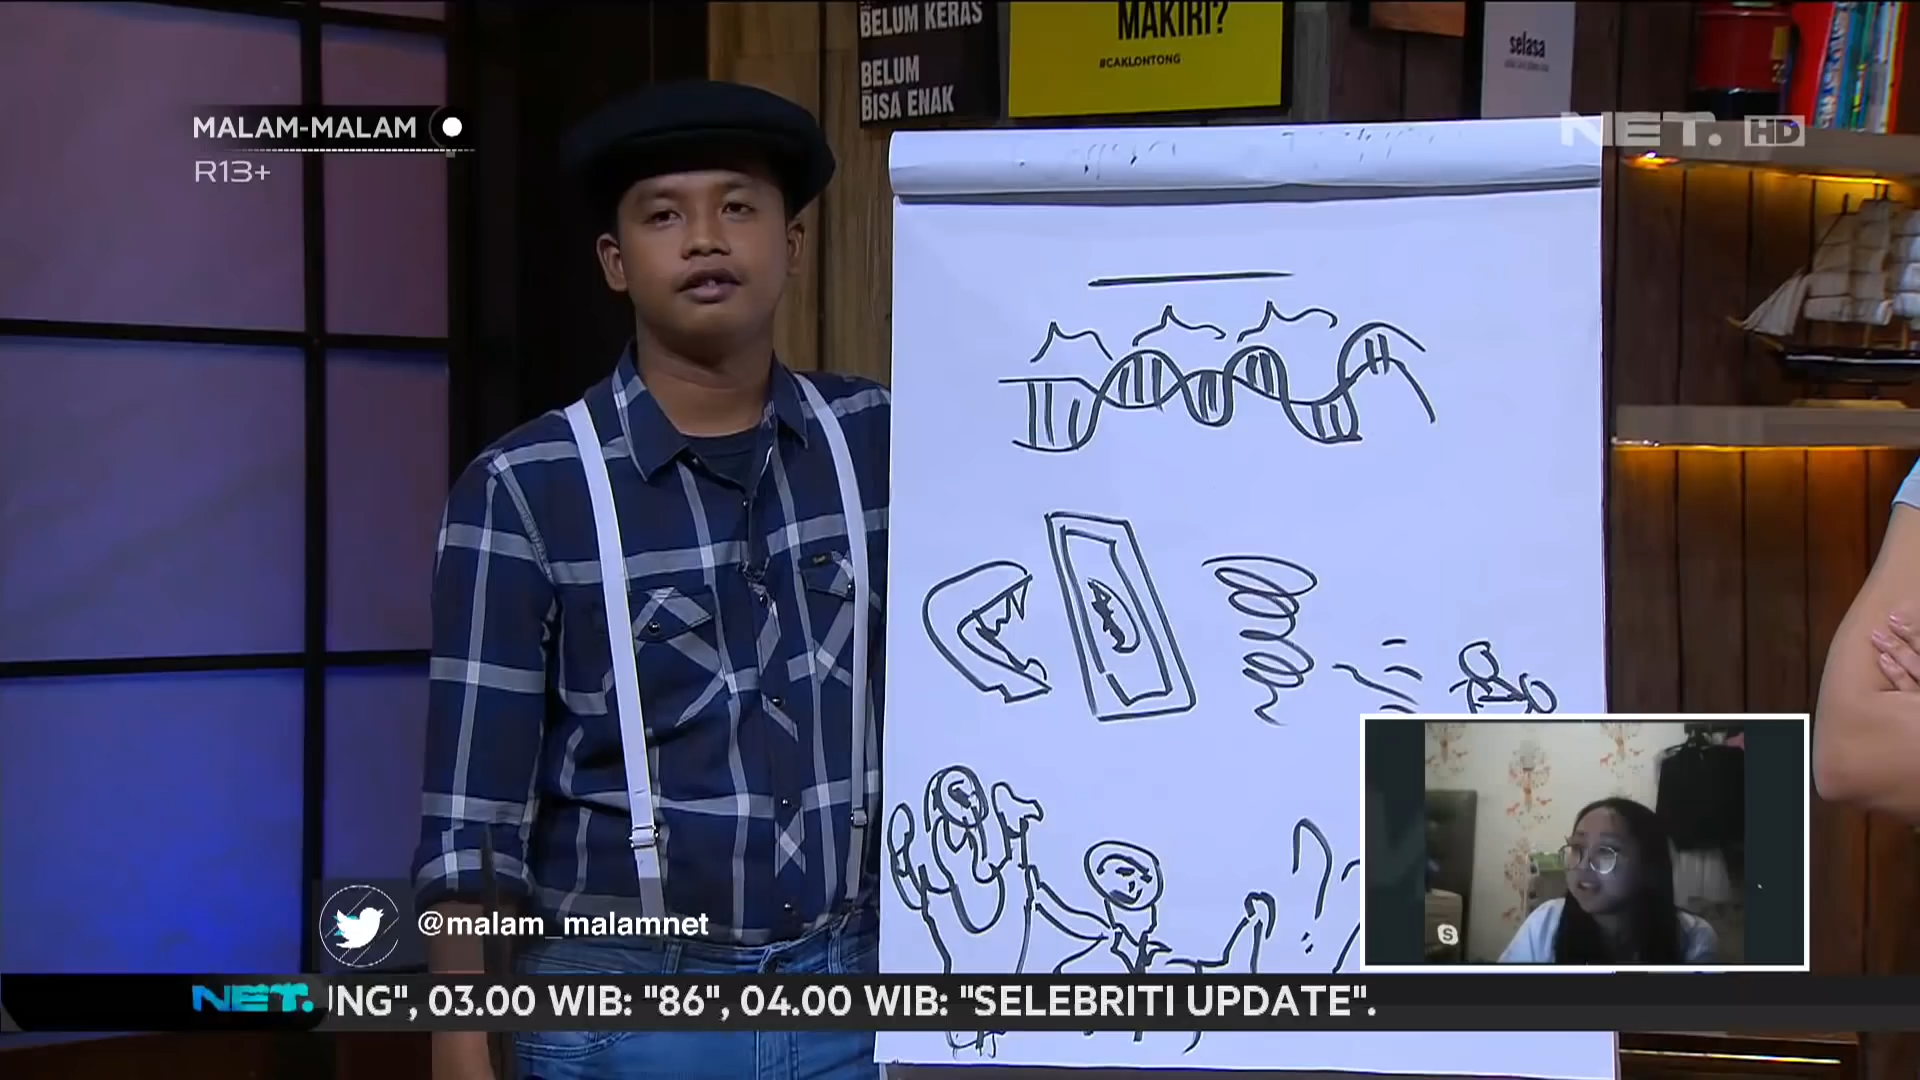 BELUM KERAS
BELUM
BISA ENAK
MAKIRI?
#CAKLONTONG
selasa
MALAM-MALAM
R13+
NET. HD
@malam_malamnet
NET.
JNG", 03.00 WIB: "86", 04.00 WIB: "SELEBRITI UPDATE".